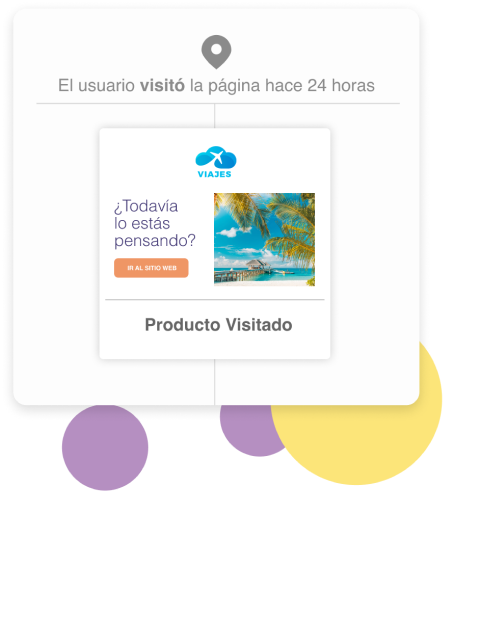 El usuario visitó la página hace 24 horas
VIAJES
¿Todavía
lo estás
pensando?
IR AL SITIO WEB
Producto Visitado